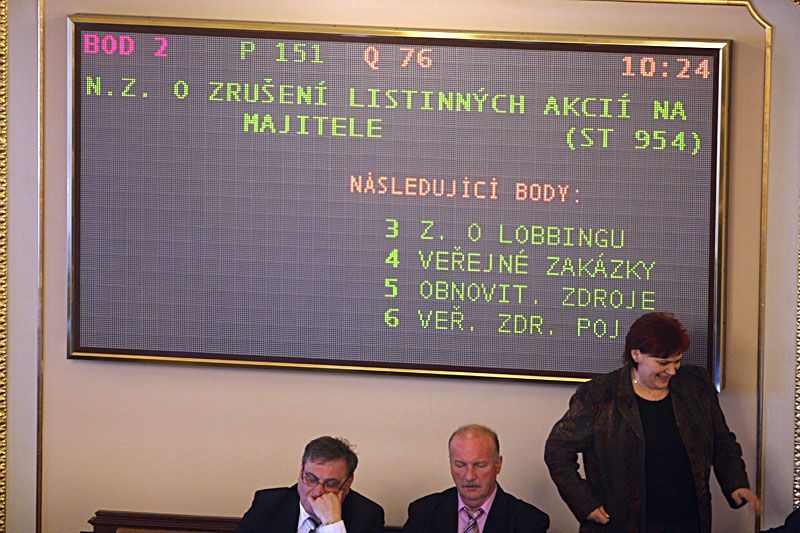 BOD 2 P 151 Q 76 10:24
N.Z. O ZRUŠENÍ LISTINNÝCH AKCIÍ NA
MAJITELE (ST 954)
NÁSLEDUJÍCÍ BODY:
3 Z. O LOBBINGU
4 VEŘEJNÉ ZAKÁZKY
5 OBNOVIT. ZDROJE
6 VEŘ. ZDR. POJ